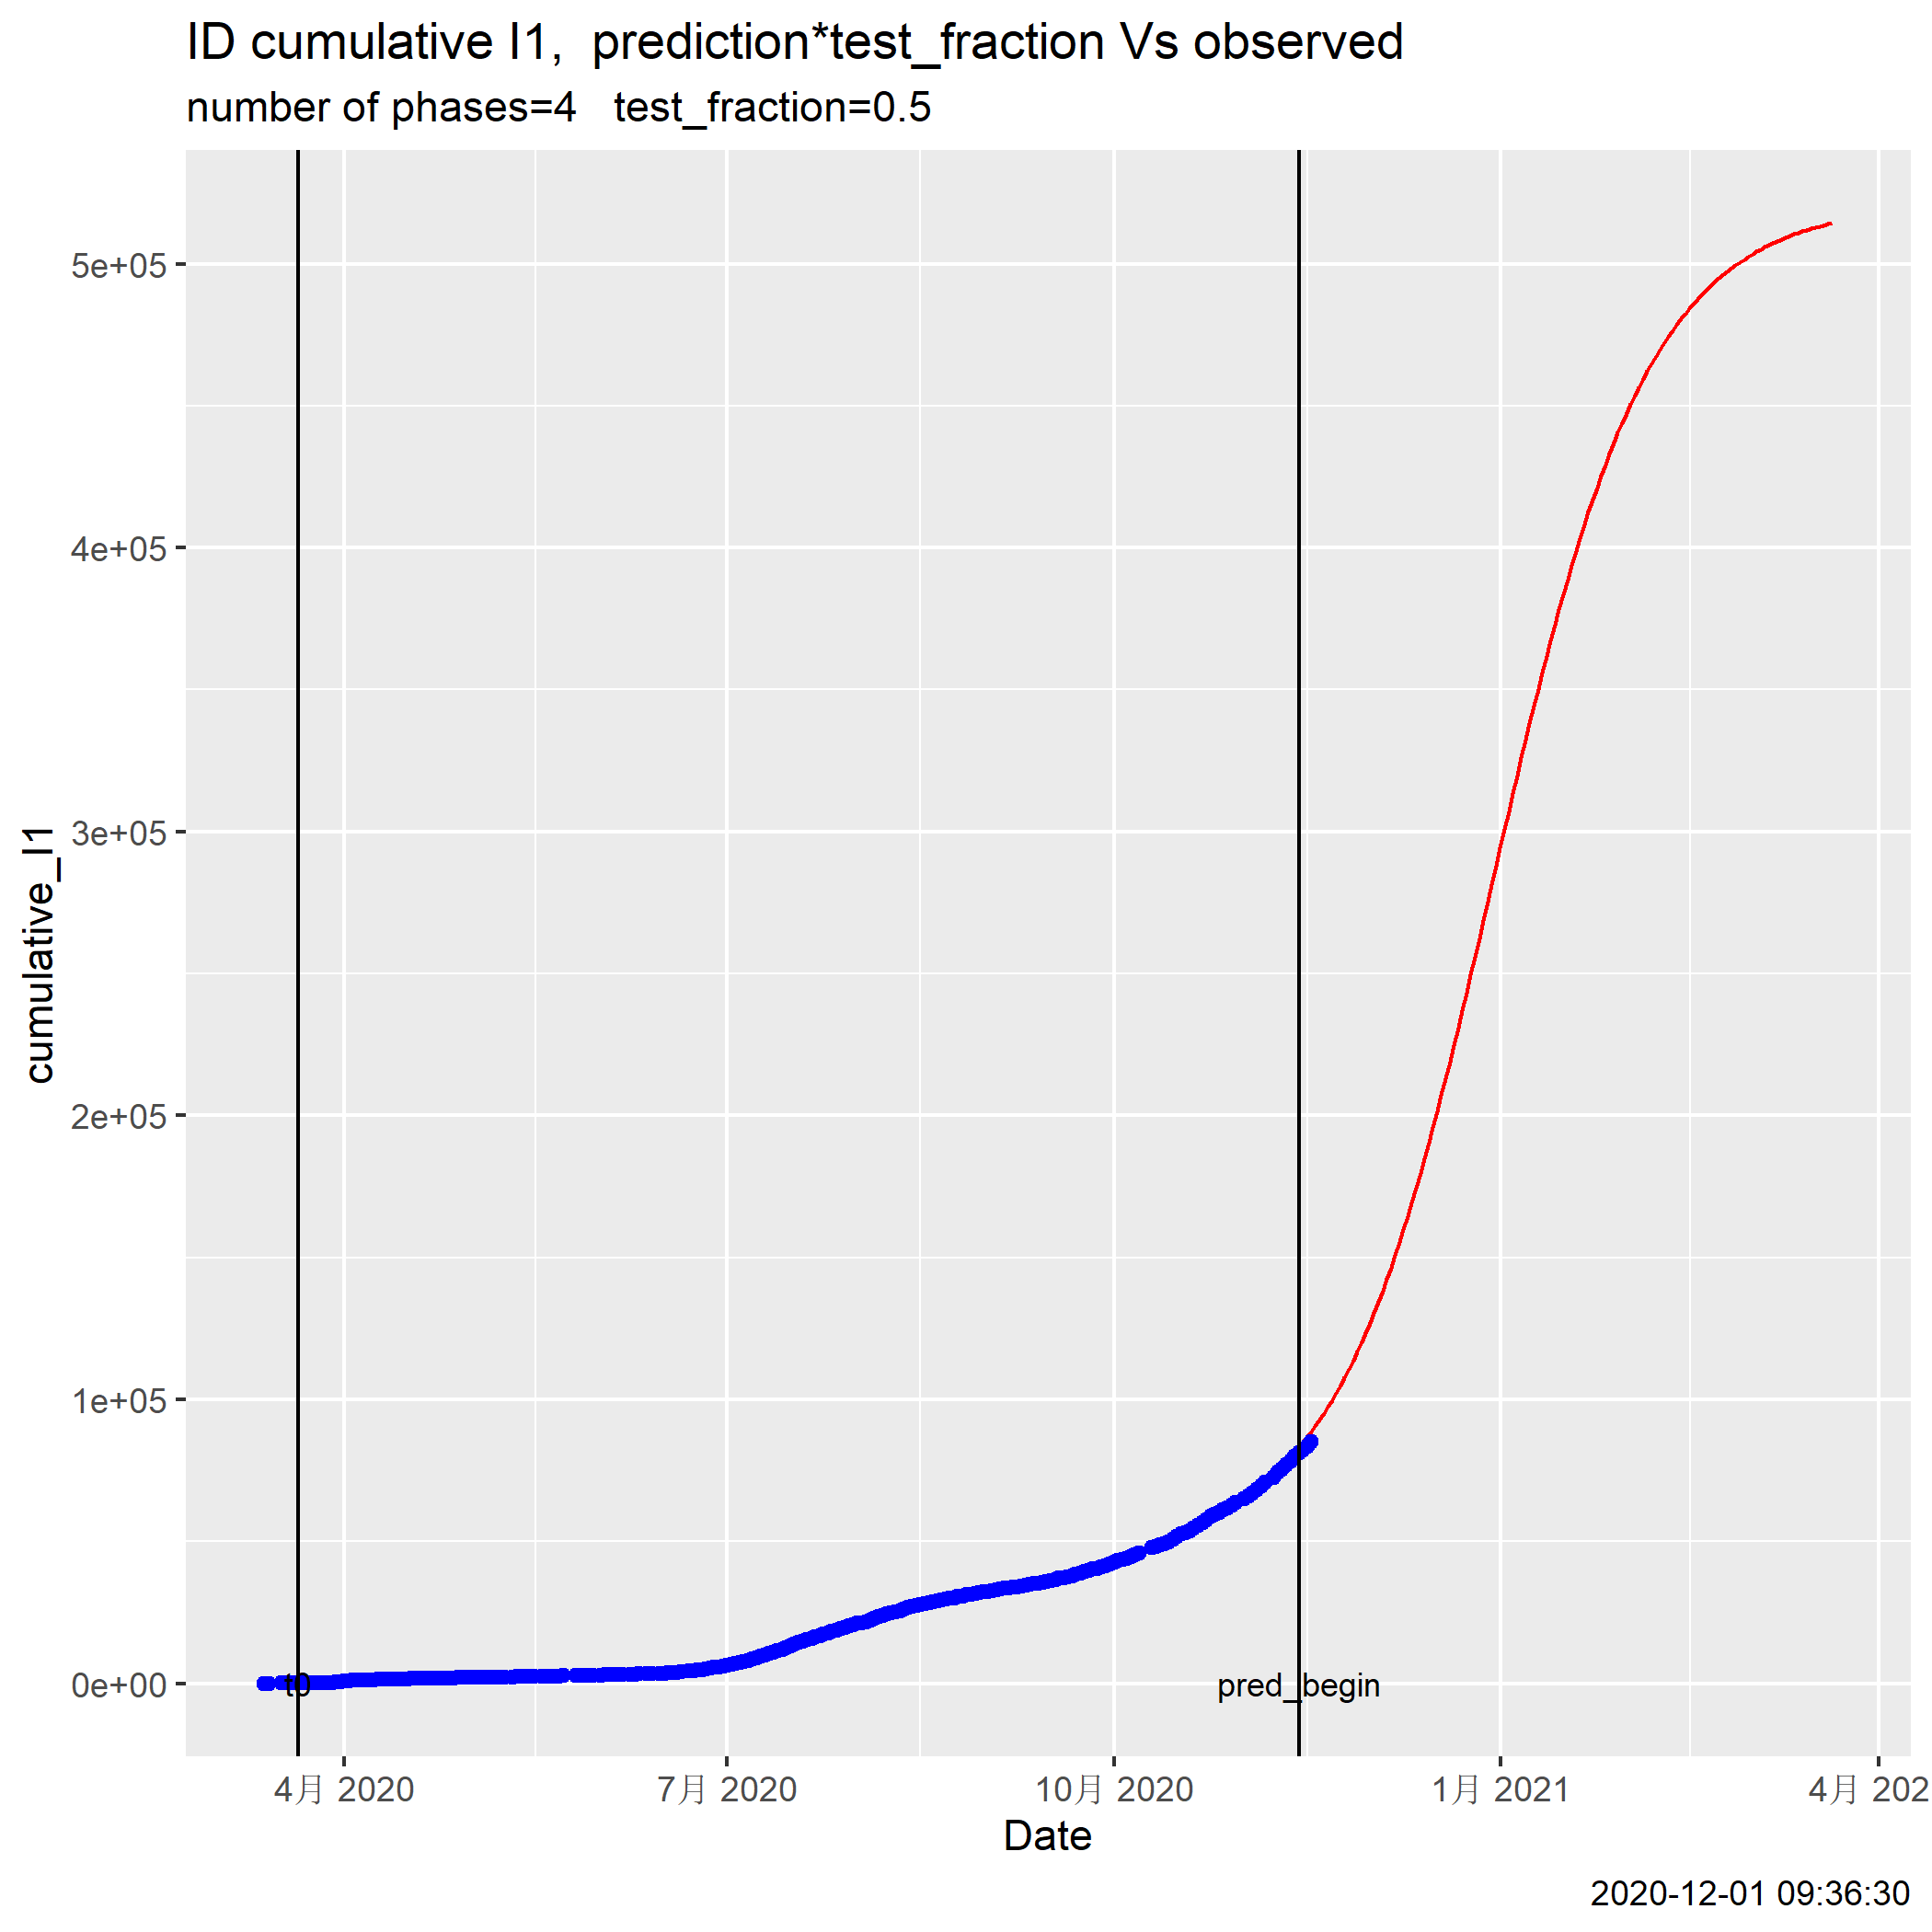 ID cumulative I1,  prediction*test_fraction Vs observed
number of phases=4   test_fraction=0.5
cumulative_I1
5e+05
4e+05
3e+05
2e+05
1e+05
0e+00
t0
pred_begin
4月 2020
7月 2020
10月 2020
1月 2021
4月 202
Date
2020-12-01 09:36:30